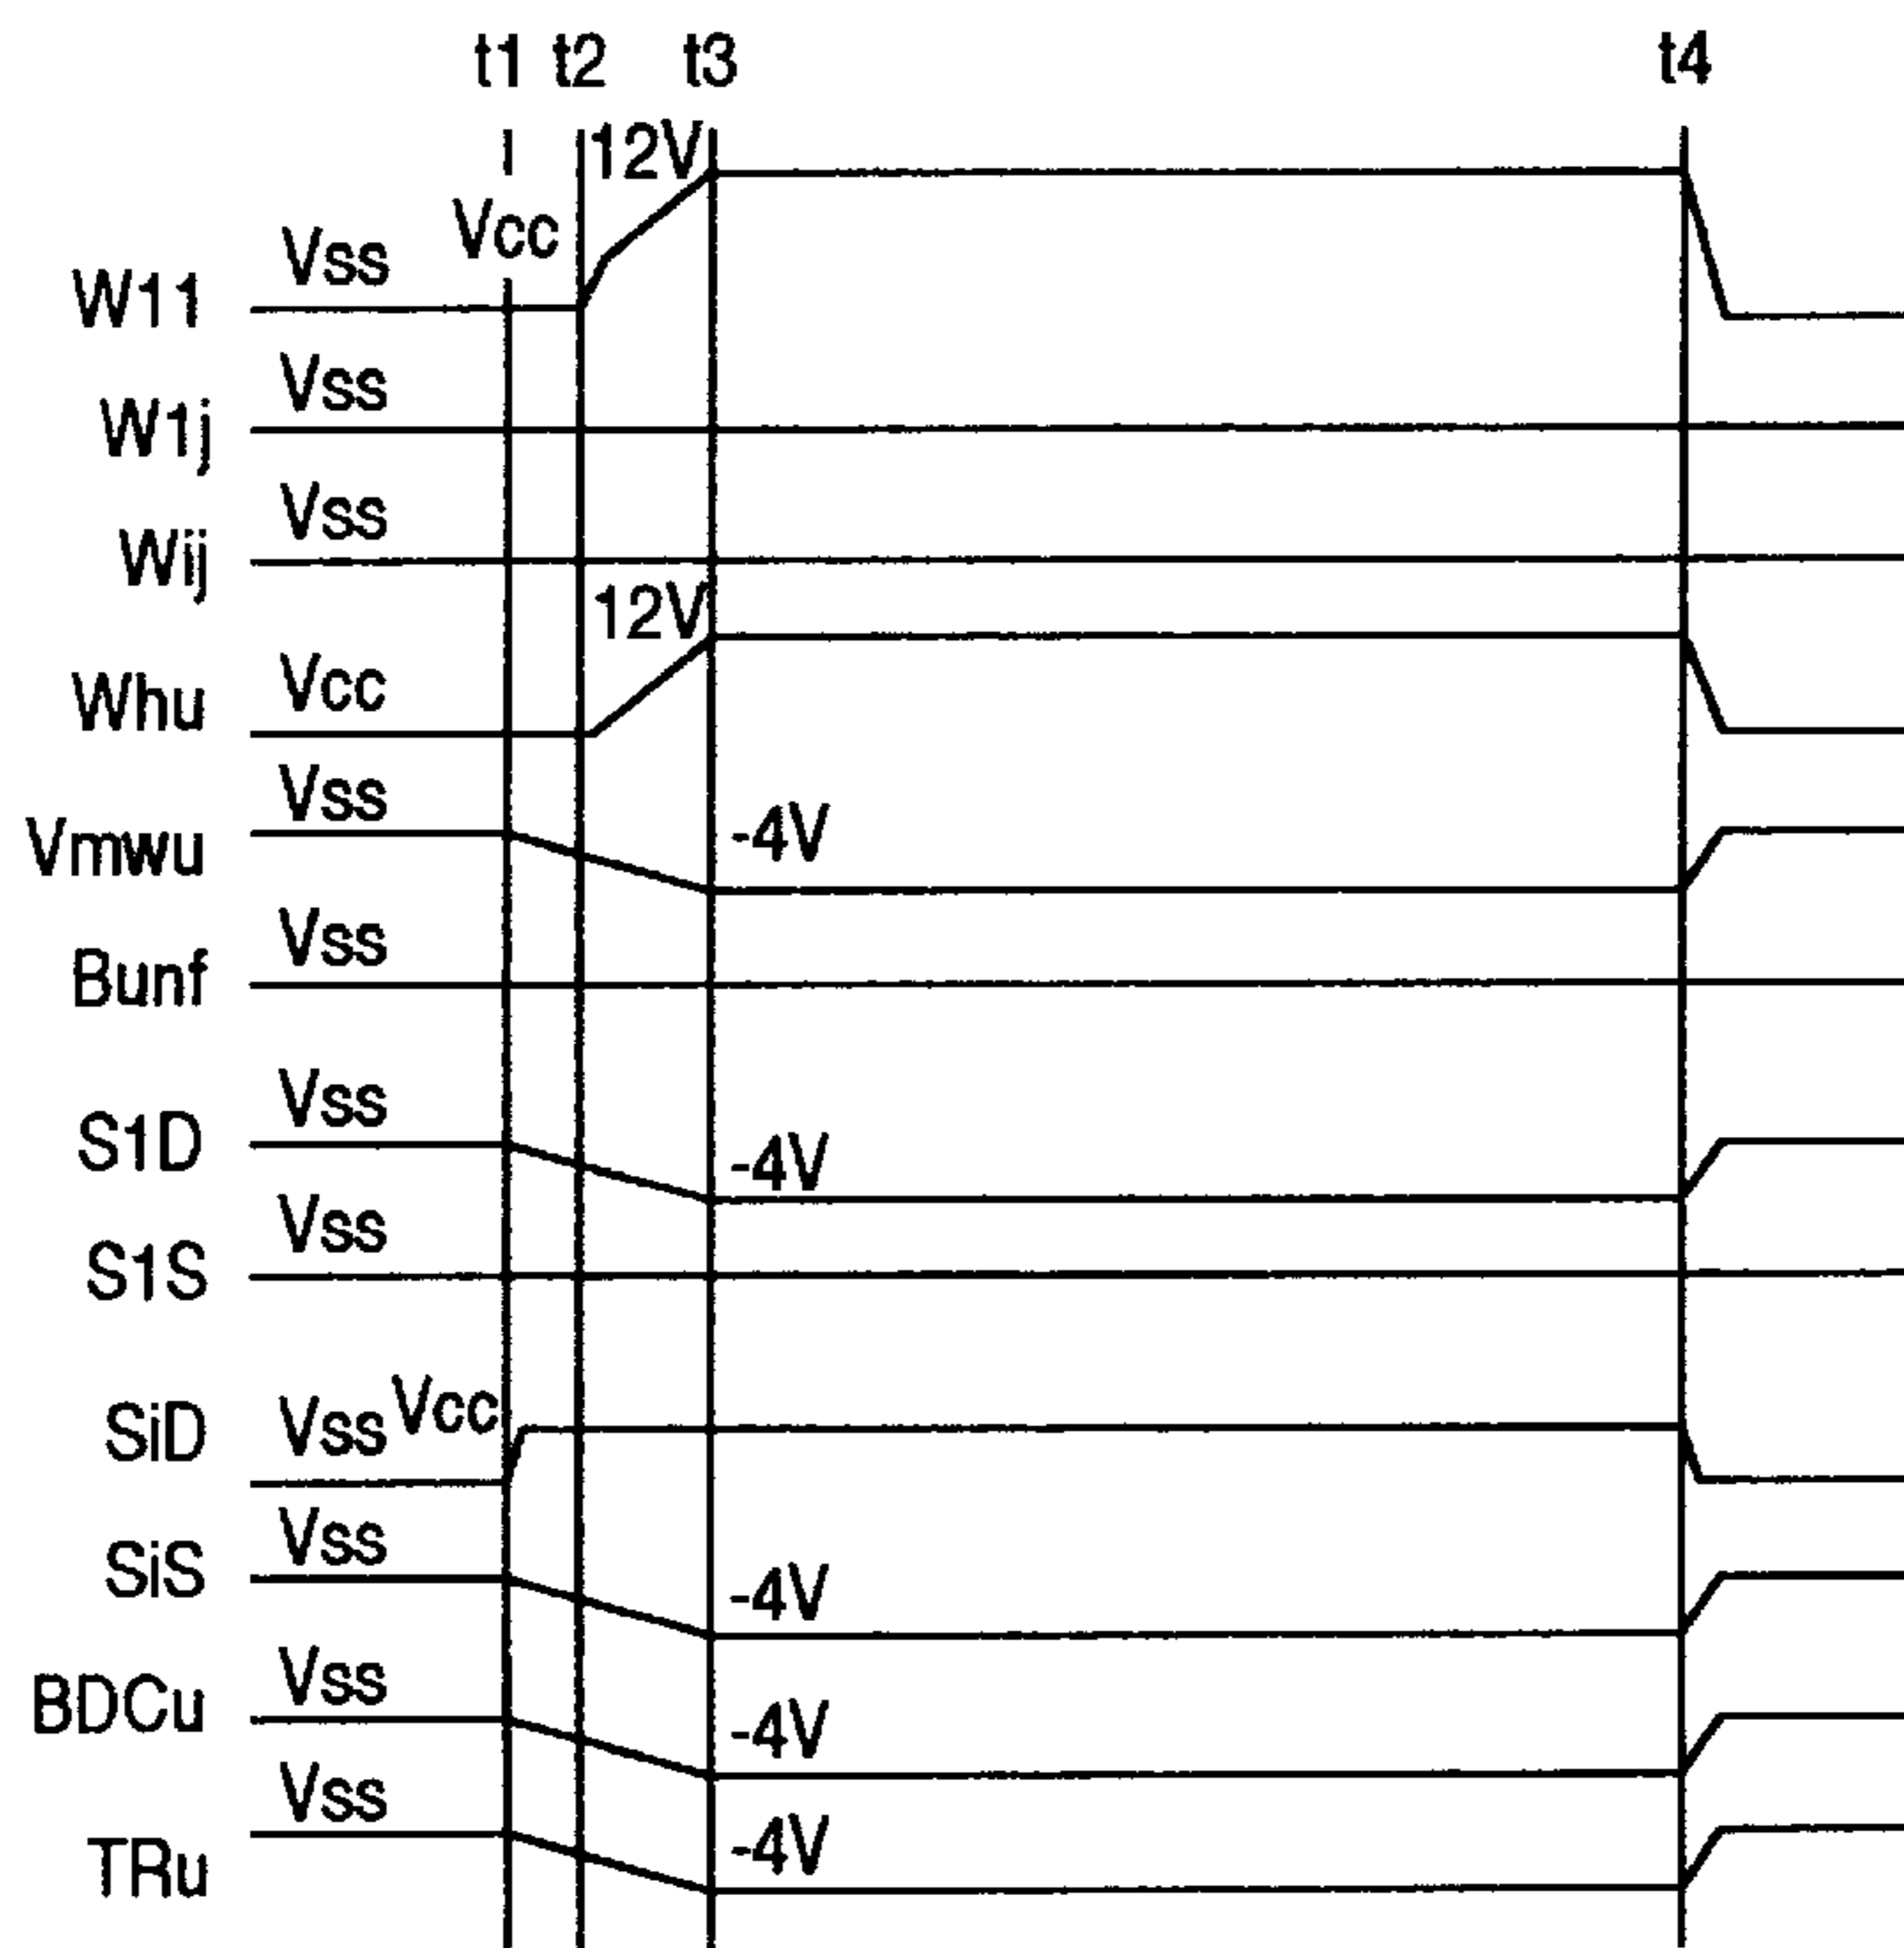 t1 t2 t3 t4
12V
Vcc
W11 Vss
W1j Vss
Wij Vss
12V
Whu Vcc
Vmwu Vss -4V
Bunf Vss
S1D Vss -4V
S1S Vss
SiD Vss Vcc
SiS Vss -4V
BDCu Vss -4V
TRu Vss -4V